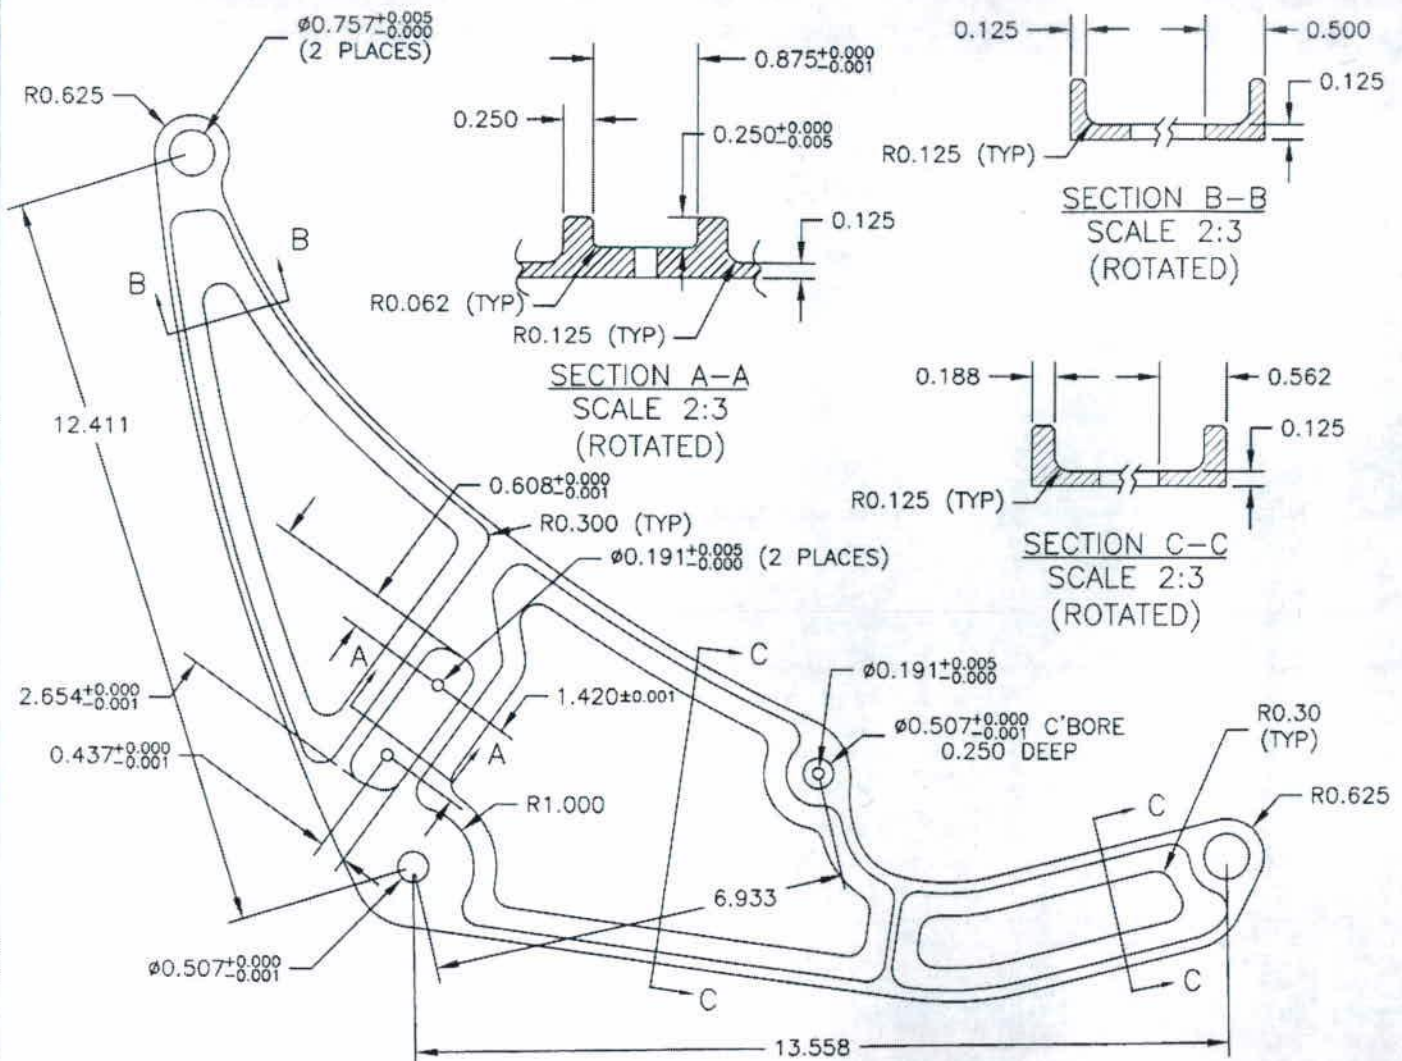 ø0.757+0.005
-0.000
(2 PLACES)
R0.625
0.875+0.000
-0.001
0.250
0.250+0.000
-0.005
0.125
R0.062 (TYP)
R0.125 (TYP)
SECTION A-A
SCALE 2:3
(ROTATED)
0.125
0.500
0.125
R0.125 (TYP)
SECTION B-B
SCALE 2:3
(ROTATED)
0.188
0.562
0.125
R0.125 (TYP)
SECTION C-C
SCALE 2:3
(ROTATED)
B
B
12.411
0.608+0.000
-0.001
R0.300 (TYP)
ø0.191+0.005
-0.000 (2 PLACES)
A
C
ø0.191+0.005
-0.000
2.654+0.000
-0.001
1.420±0.001
ø0.507+0.000
-0.001 C'BORE
0.250 DEEP
R0.30
(TYP)
0.437+0.000
-0.001
A
R1.000
C
R0.625
6.933
ø0.507+0.000
-0.001
C
C
13.558